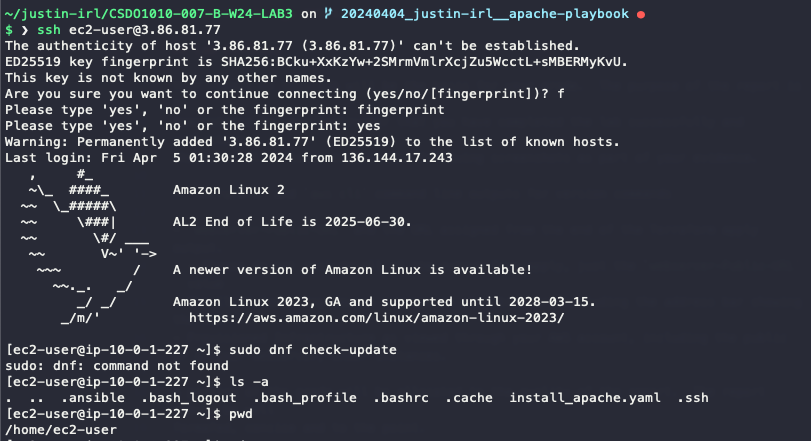 ~/justin-irl/CSDO1010-007-B-W24-LAB3 on 20240404_justin-irl__apache-playbook
$ ❯ ssh ec2-user@3.86.81.77
The authenticity of host '3.86.81.77 (3.86.81.77)' can't be established.
ED25519 key fingerprint is SHA256:BCku+XxKzYw+2SMrmVmlrXcjZu5WcctL+sMBERMyKvU.
This key is not known by any other names.
Are you sure you want to continue connecting (yes/no/[fingerprint])? f
Please type 'yes', 'no' or the fingerprint: fingerprint
Please type 'yes', 'no' or the fingerprint: yes
Warning: Permanently added '3.86.81.77' (ED25519) to the list of known hosts.
Last login: Fri Apr  5 01:30:28 2024 from 136.144.17.243
   ,     #_
   ~\_  ####_        Amazon Linux 2
  ~~  \_#####\
  ~~     \###|       AL2 End of Life is 2025-06-30.
  ~~       \#/ ___
   ~~       V~' '->
    ~~~         /    A newer version of Amazon Linux is available!
      ~~._.   _/
         _/ _/       Amazon Linux 2023, GA and supported until 2028-03-15.
       _/m/'           https://aws.amazon.com/linux/amazon-linux-2023/
[ec2-user@ip-10-0-1-227 ~]$ sudo dnf check-update
sudo: dnf: command not found
[ec2-user@ip-10-0-1-227 ~]$ ls -a
.  ..  .ansible  .bash_logout  .bash_profile  .bashrc  .cache  install_apache.yaml  .ssh
[ec2-user@ip-10-0-1-227 ~]$ pwd
/home/ec2-user